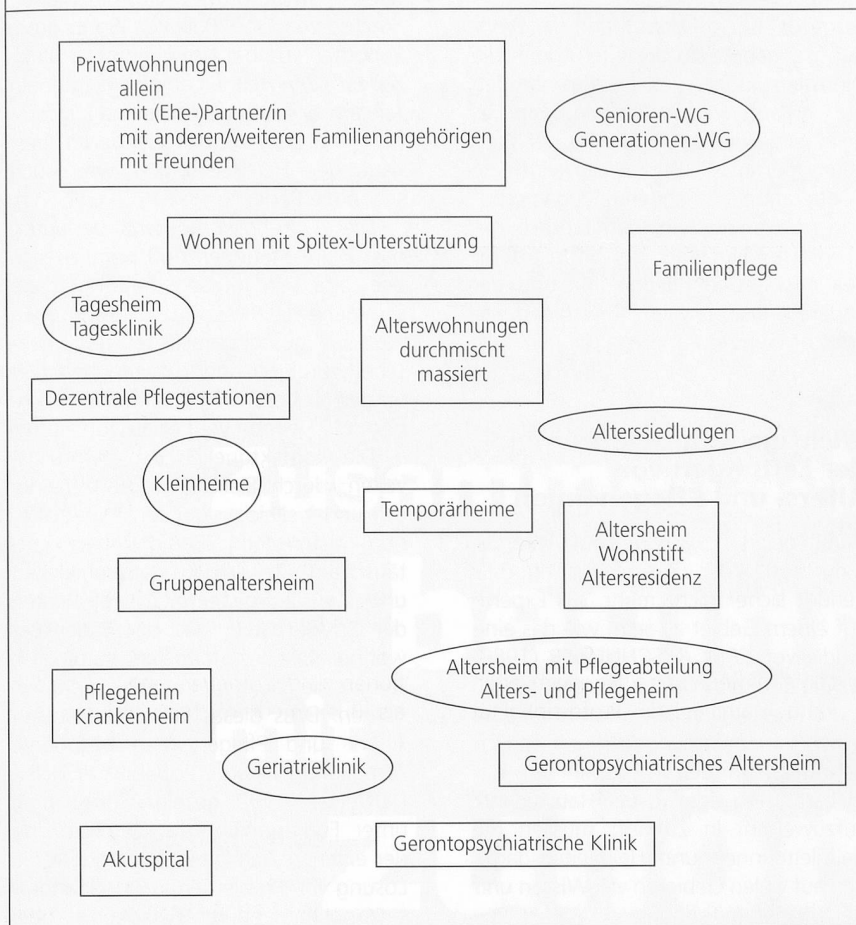 Privatwohnungen
allein
mit (Ehe-)Partner/in
mit anderen/weiteren Familienangehörigen
mit Freunden
Senioren-WG
Generationen-WG
Wohnen mit Spitex-Unterstützung
Familienpflege
Tagesheim
Tagesklinik
Alterswohnungen
durchmischt
massiert
Dezentrale Pflegestationen
Alterssiedlungen
Kleinheime
Temporärheime
Altersheim
Wohnstift
Altersresidenz
Gruppenaltersheim
Altersheim mit Pflegeabteilung
Alters- und Pflegeheim
Pflegeheim
Krankenheim
Geriatrieklinik
Gerontopsychiatrisches Altersheim
Gerontopsychiatrische Klinik
Akutspital